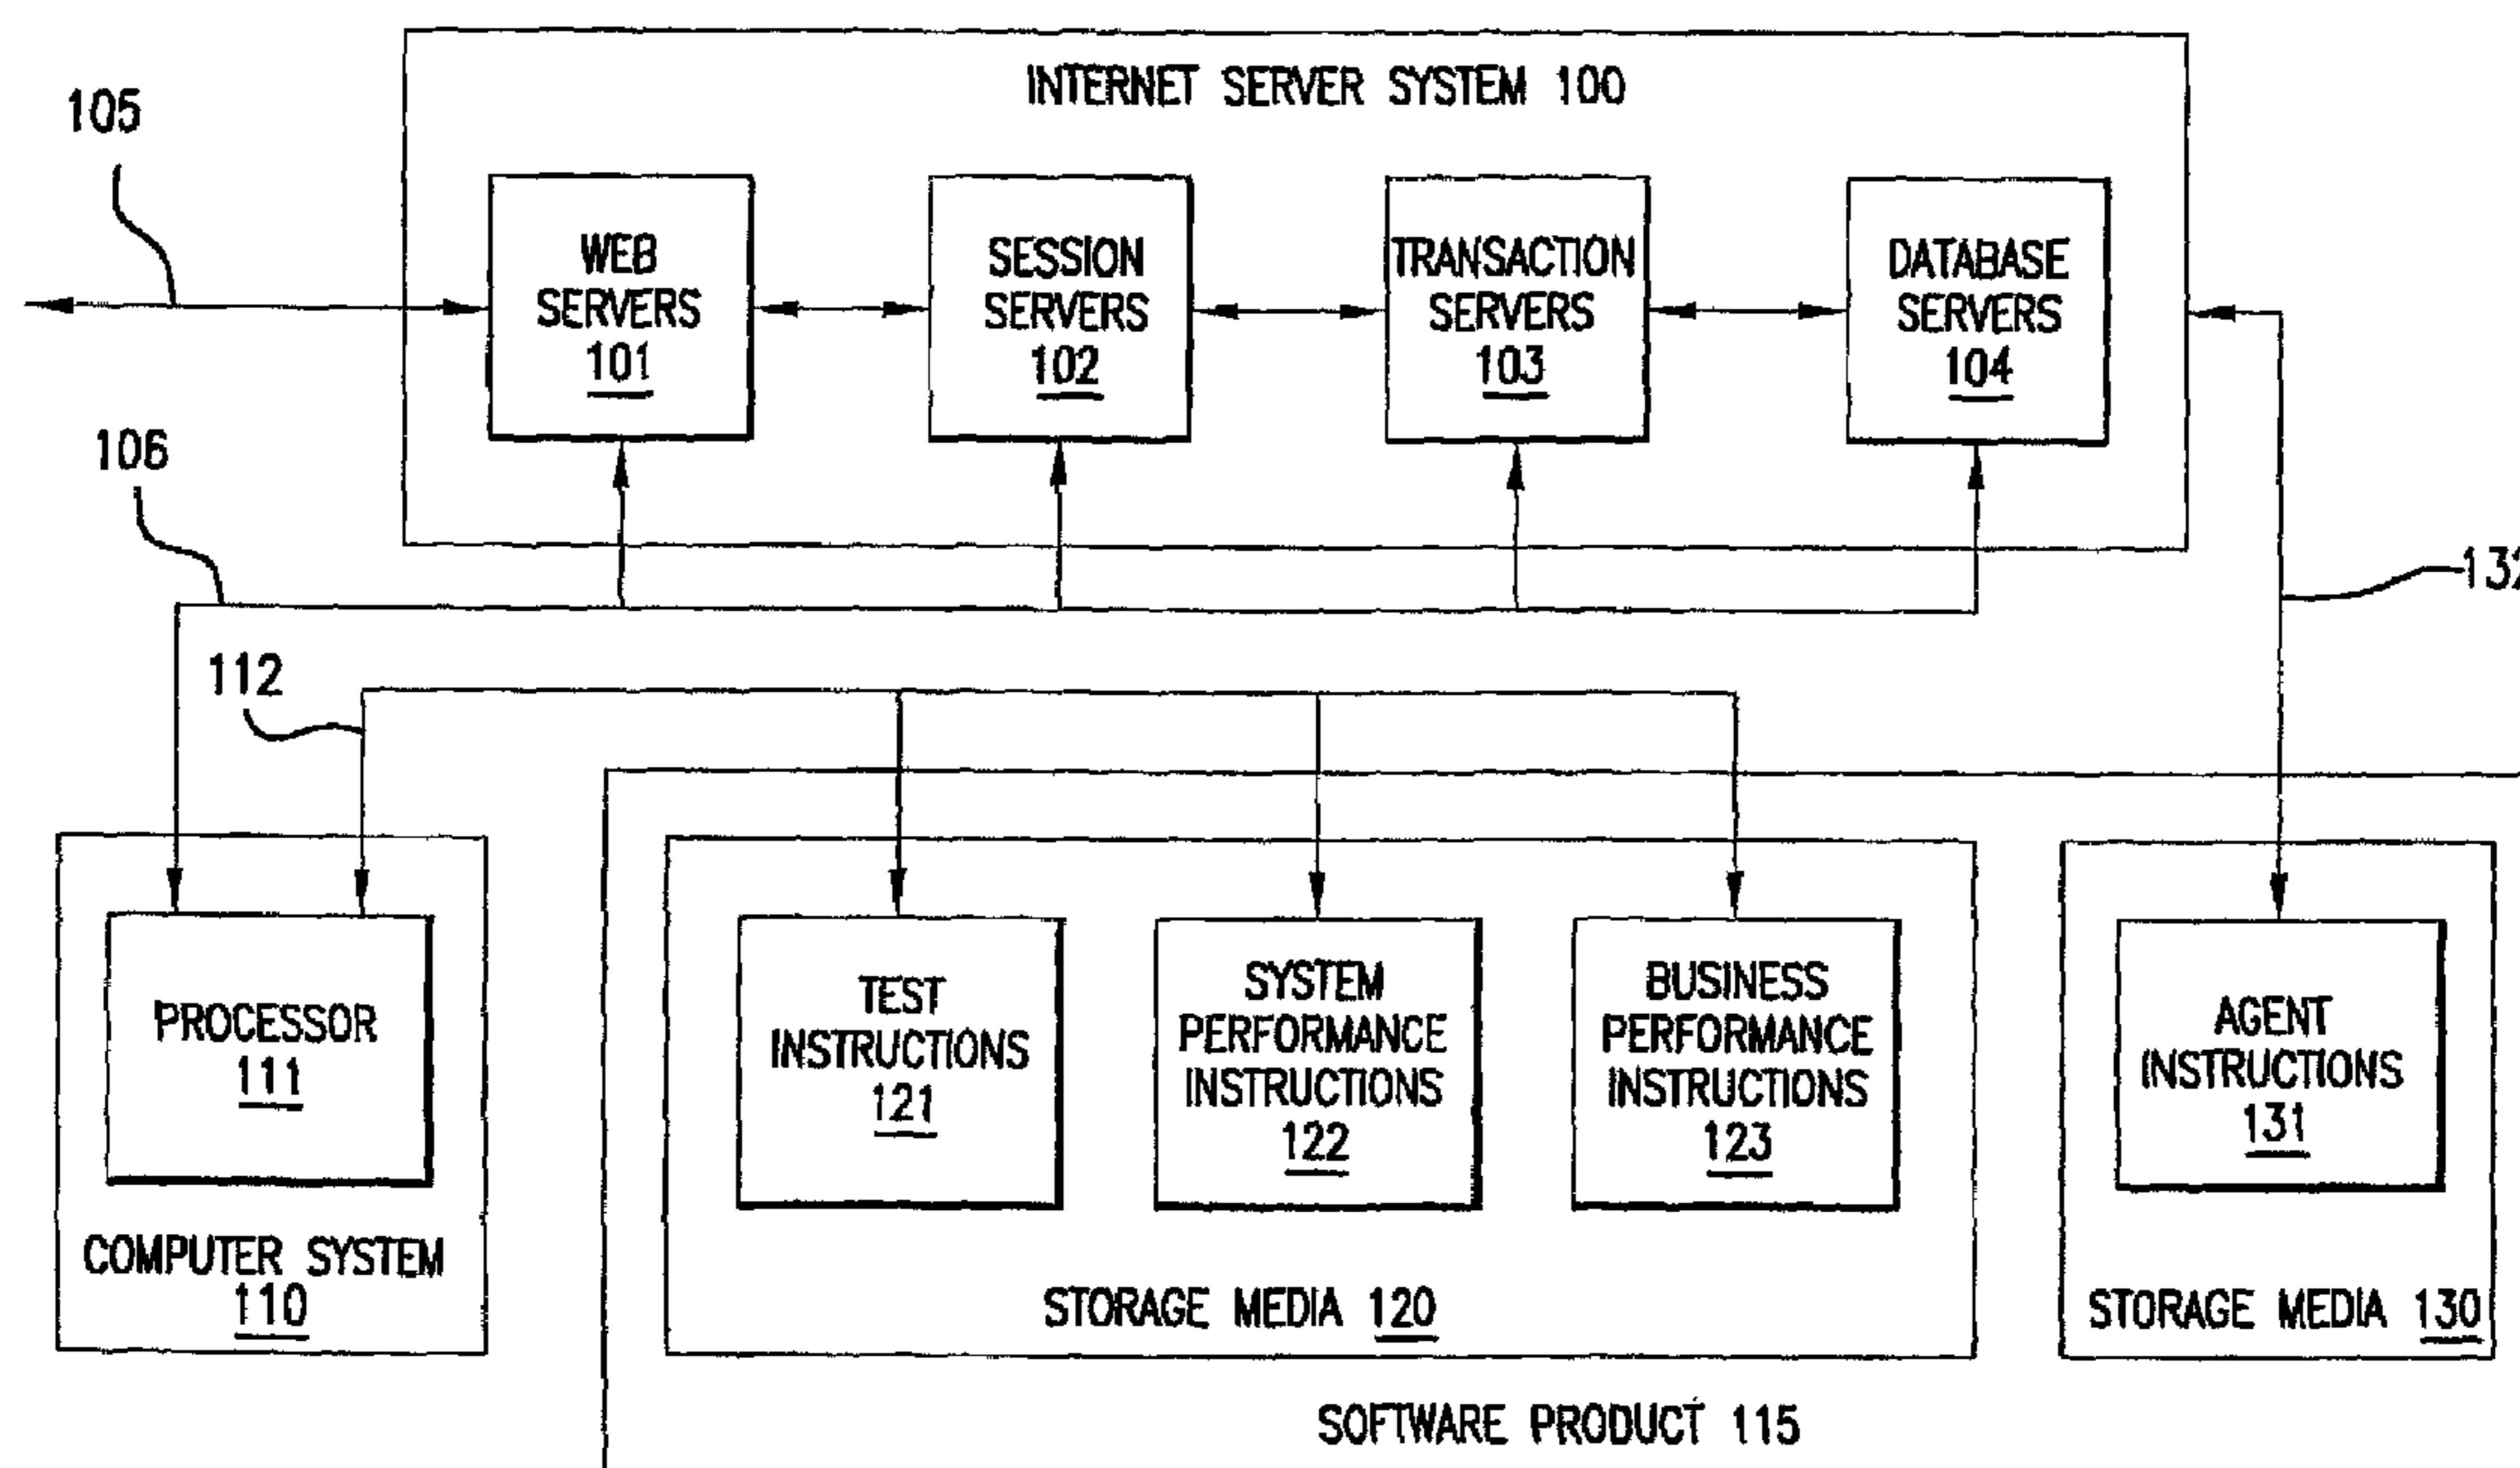 INTERNET SERVER SYSTEM 100
105
WEB
SERVERS
101
SESSION
SERVERS
102
TRANSACTION
SERVERS
103
DATABASE
SERVERS
104
106
132
112
PROCESSOR
111
COMPUTER SYSTEM
110
TEST
INSTRUCTIONS
121
SYSTEM
PERFORMANCE
INSTRUCTIONS
122
BUSINESS
PERFORMANCE
INSTRUCTIONS
123
STORAGE MEDIA 120
AGENT
INSTRUCTIONS
131
STORAGE MEDIA 130
SOFTWARE PRODUCT 115